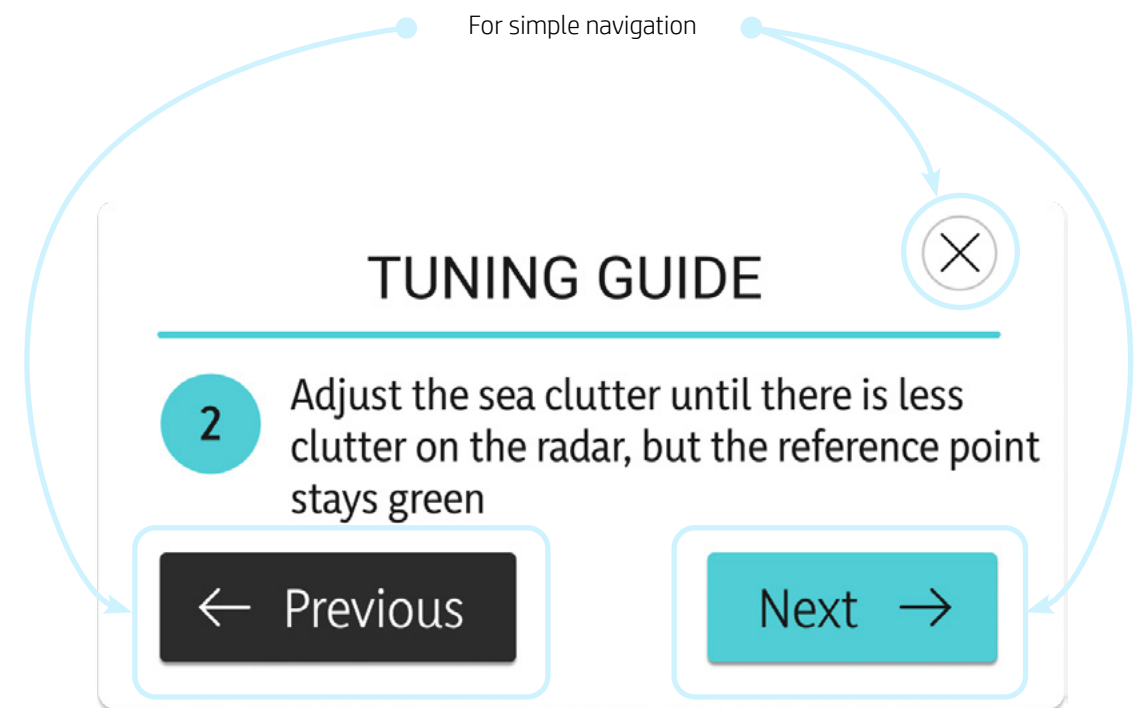 For simple navigation
TUNING GUIDE
2
Adjust the sea clutter until there is less
clutter on the radar, but the reference point
stays green
← Previous
Next →